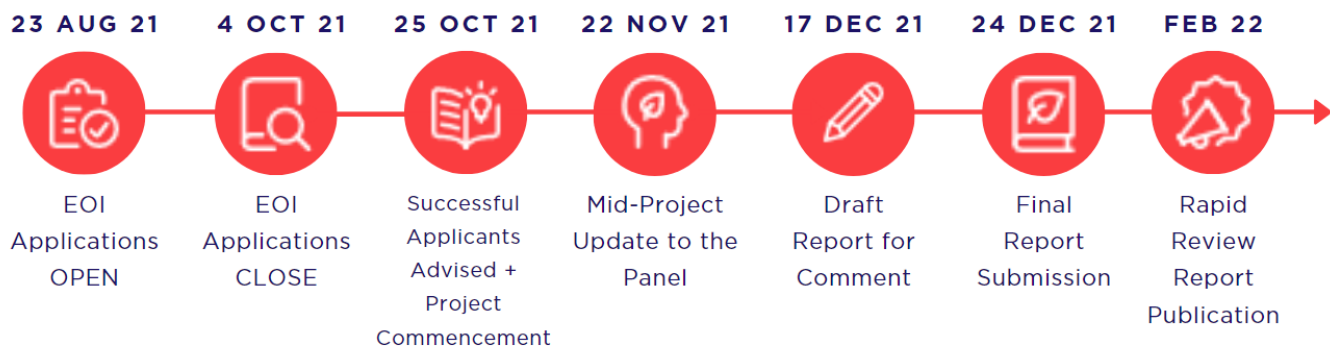 23 AUG 21
4 OCT 21
25 OCT 21
22 NOV 21
17 DEC 21
24 DEC 21
FEB 22
EOI
Applications
OPEN
EOI
Applications
CLOSE
Successful
Applicants
Advised +
Project
Commencement
Mid-Project
Update to the
Panel
Draft
Report for
Comment
Final
Report
Submission
Rapid
Review
Report
Publication